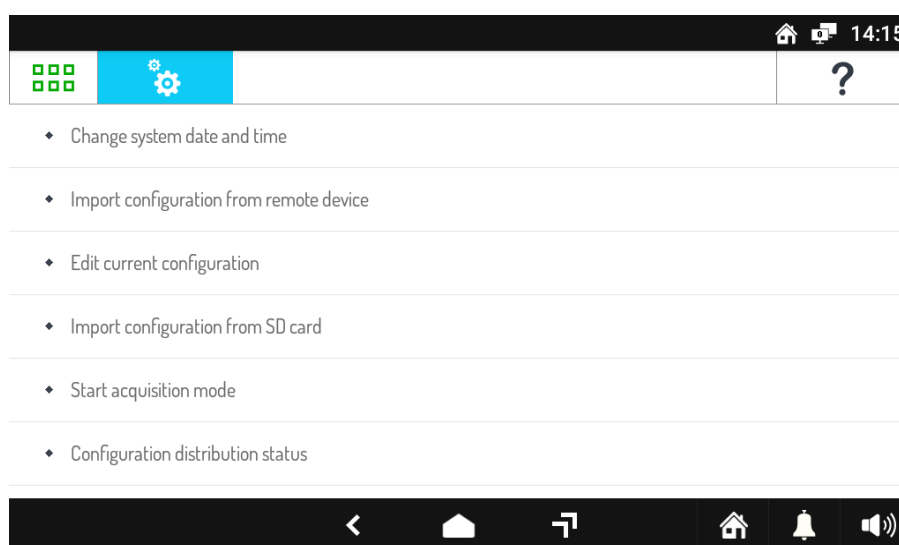 14:15
?
Change system date and time
Import configuration from remote device
Edit current configuration
Import configuration from SD card
Start acquisition mode
Configuration distribution status